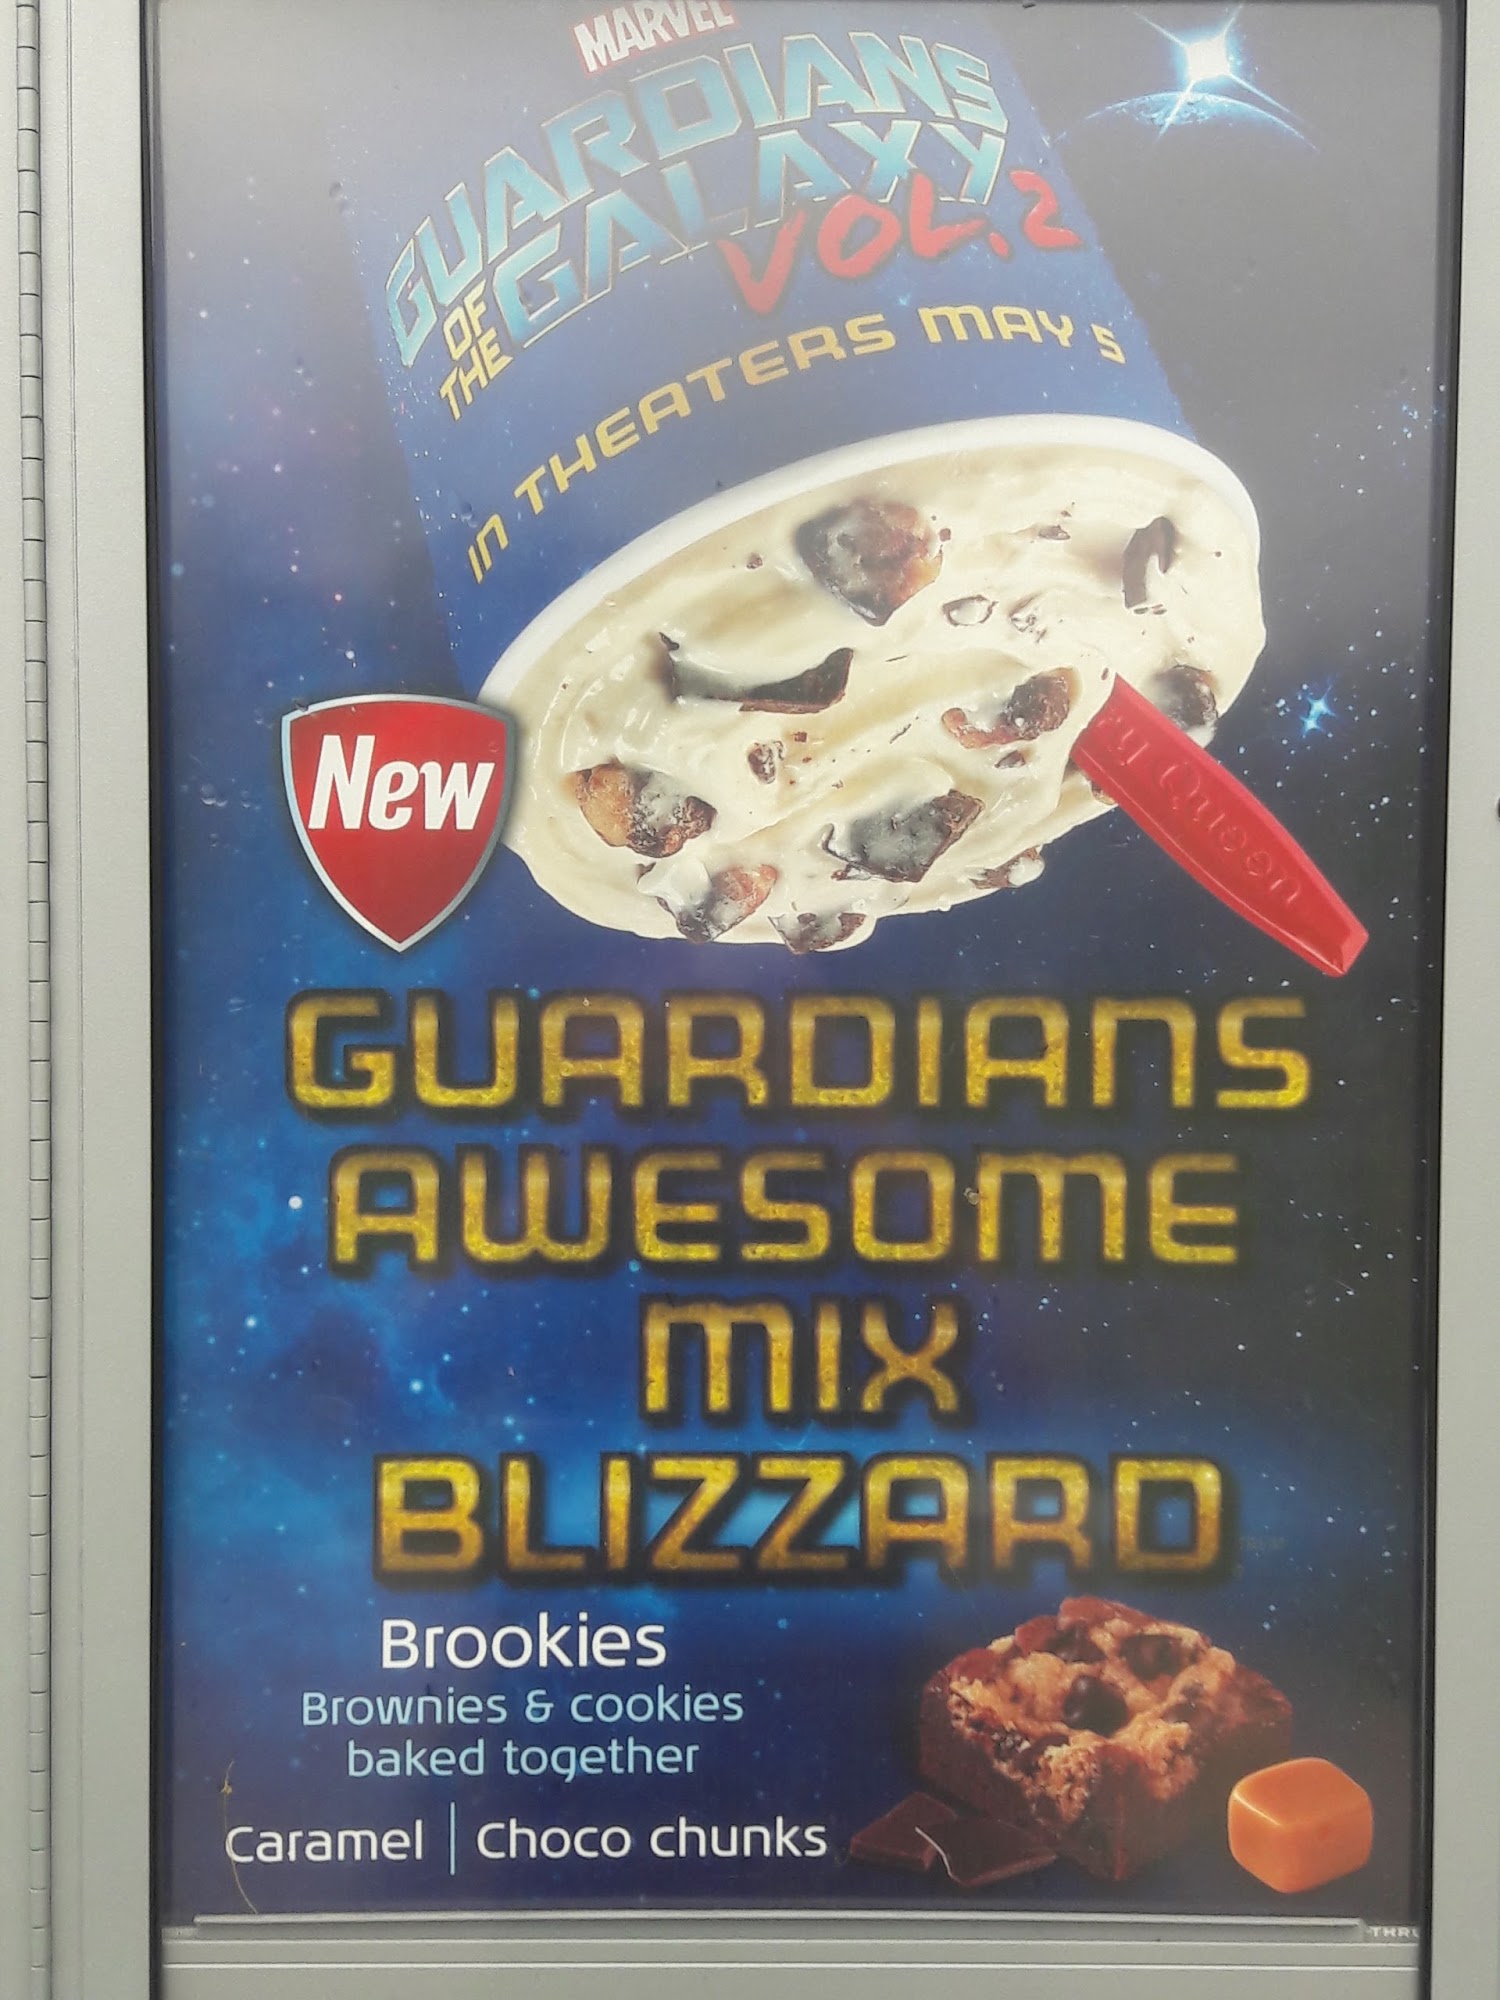 MARVEL
GUARDIANS
OF THE
GALAXY
VOL. 2
IN THEATERS MAY 5
New
y Queen
GUARDIANS
AWESOME
MIX
BLIZZARD
Brookies
Brownies & cookies
baked together
Caramel | Choco chunks